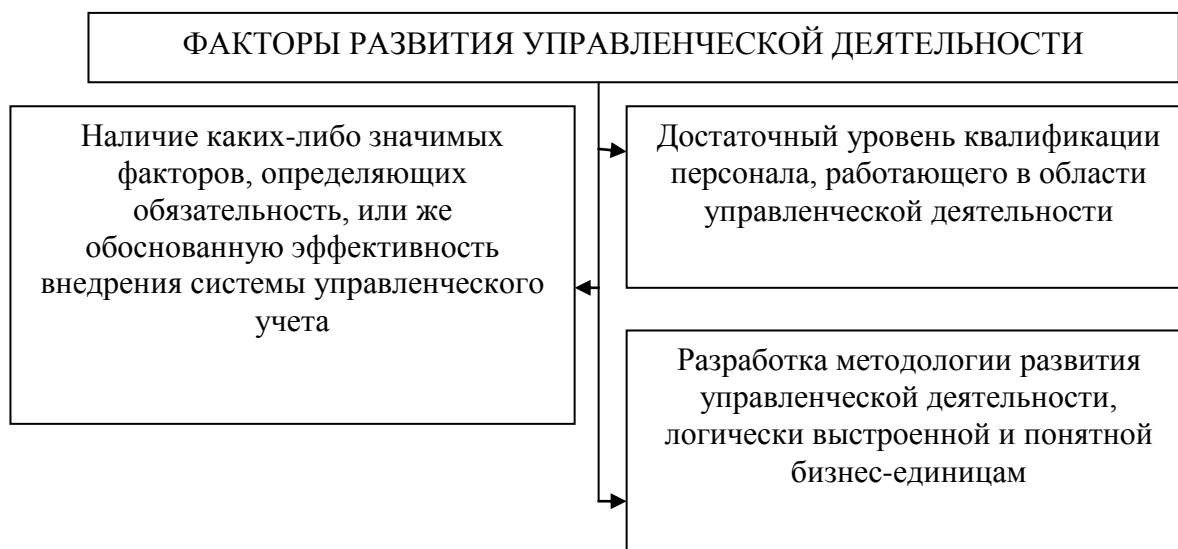 ФАКТОРЫ РАЗВИТИЯ УПРАВЛЕНЧЕСКОЙ ДЕЯТЕЛЬНОСТИ
Наличие каких-либо значимых
факторов, определяющих
обязательность, или же
обоснованную эффективность
внедрения системы управленческого
учета
Достаточный уровень квалификации
персонала, работающего в области
управленческой деятельности
Разработка методологии развития
управленческой деятельности,
логически выстроенной и понятной
бизнес-единицам